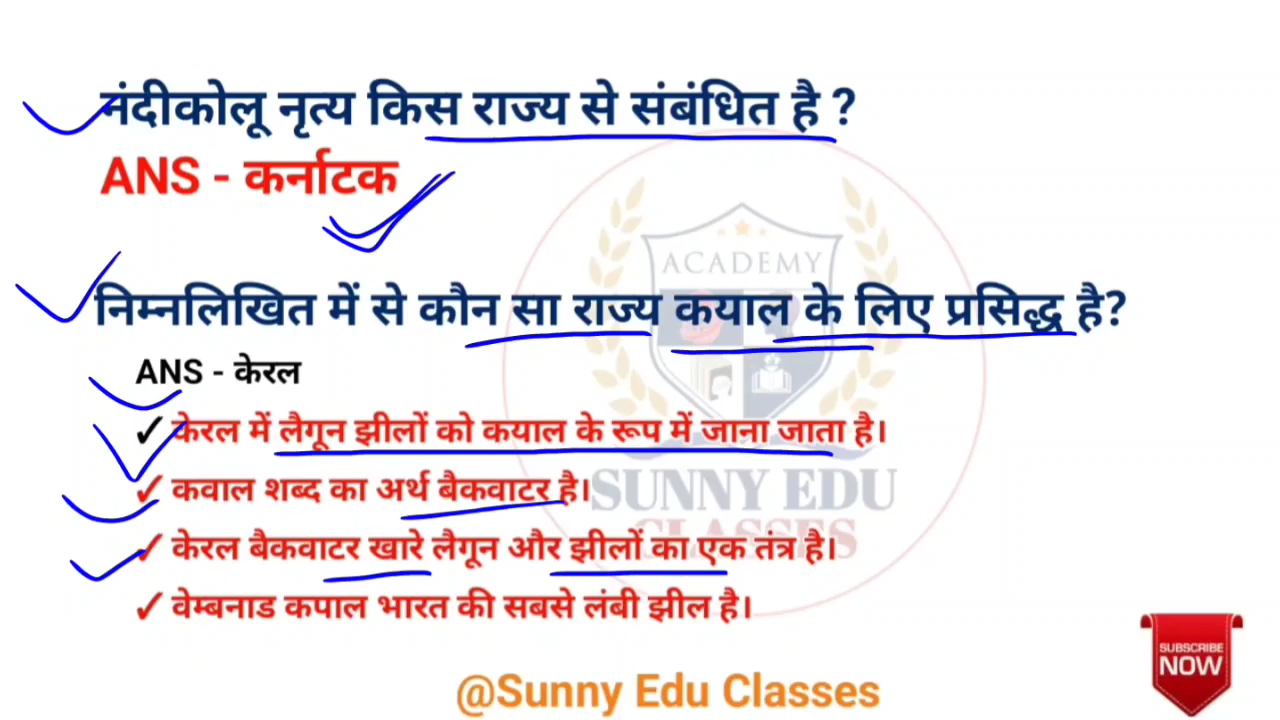 नंदीकोलू नृत्य किस राज्य से संबंधित है ?
ANS - कर्नाटक
निम्नलिखित में से कौन सा राज्य कयाल के लिए प्रसिद्ध है?
ANS - केरल
✓ केरल में लैगून झीलों को कयाल के रूप में जाना जाता है।
✓ कवाल शब्द का अर्थ बैकवाटर है।
✓ केरल बैकवाटर खारे लैगून और झीलों का एक तंत्र है।
✓ वेम्बनाड कपाल भारत की सबसे लंबी झील है।
ACADEMY
SUNNY EDU
CLASSES
SUBSCRIBE
NOW
@Sunny Edu Classes